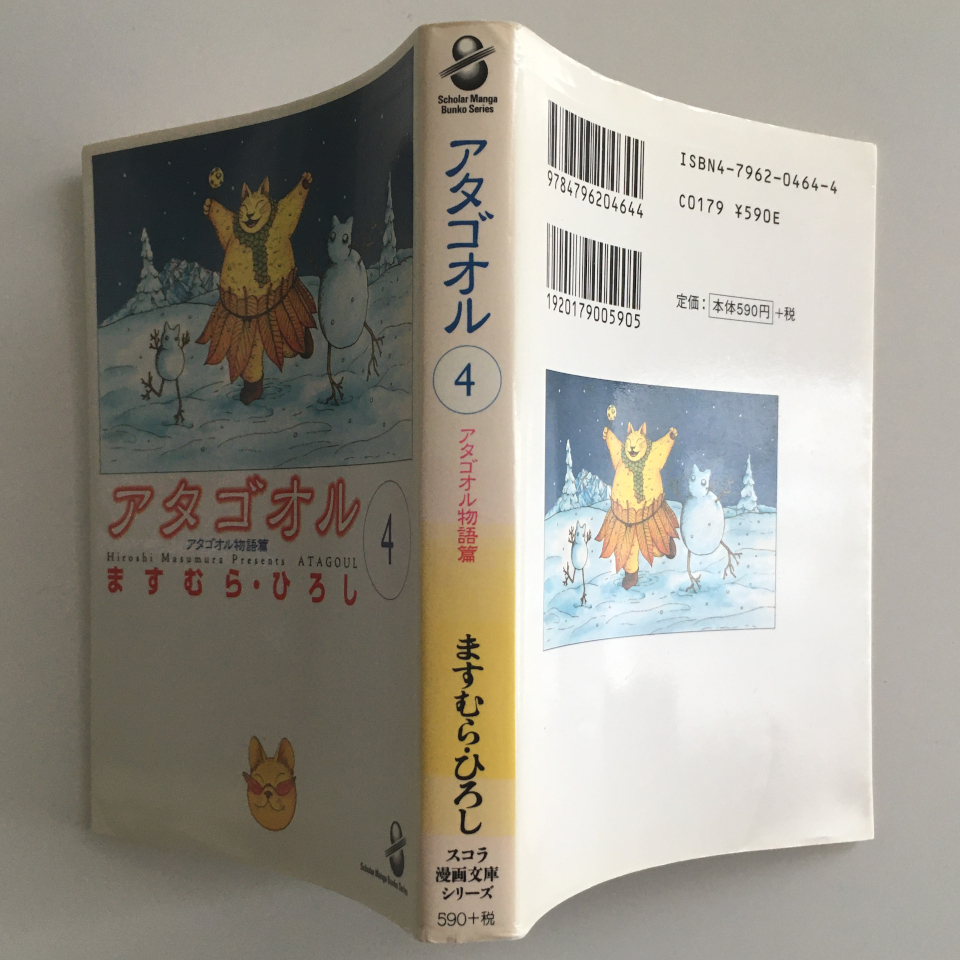 アタゴオル
4
アタゴオル物語篇
Hiroshi Masumura Presents ATAGOUL
ますむら・ひろし
Scholar Manga Bunko Series
Scholar Manga
Bunko Series
アタゴオル
4
アタゴオル物語篇
ますむら・ひろし
スコラ
漫画文庫
シリーズ
590+税
9784796204644
ISBN4-7962-0464-4
C0179 ¥590E
1920179005905
定価:本体590円+税